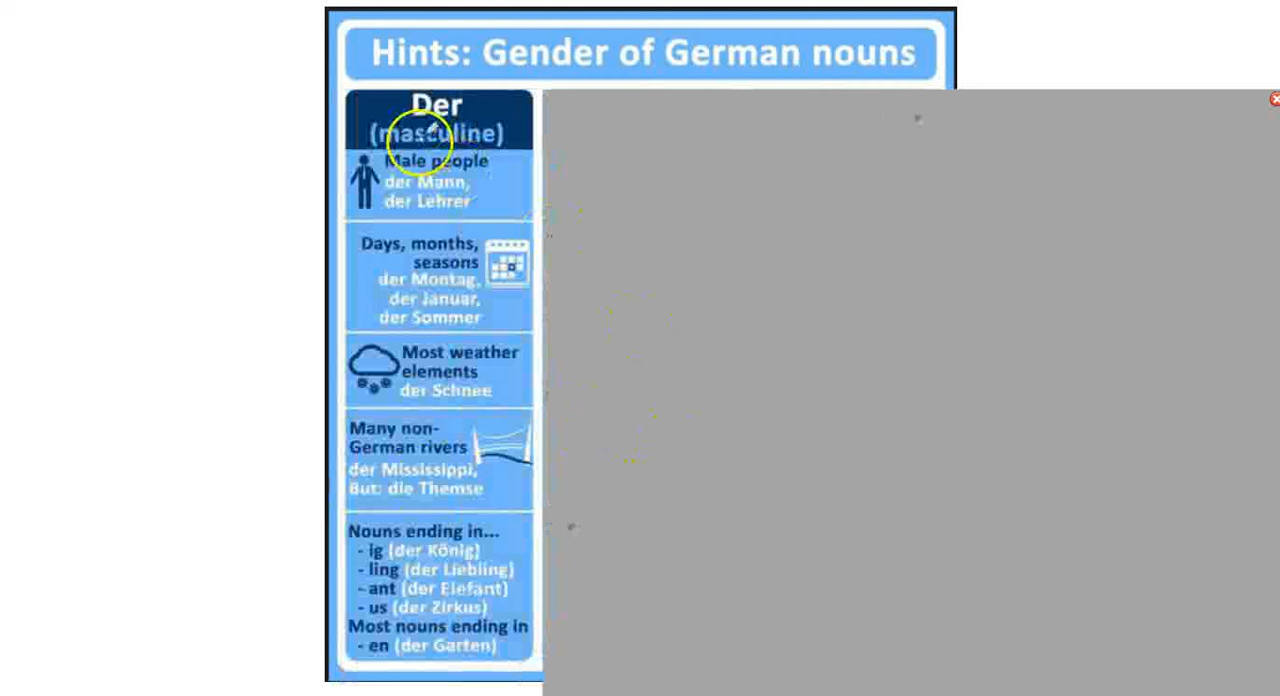 Hints: Gender of German nouns
Der
(masculine)
Male people
der Mann,
der Lehrer
Days, months,
seasons
der Montag,
der Januar,
der Sommer
Most weather
elements
der Schnee
Many non-
German rivers
der Mississippi,
But: die Themse
Nouns ending in...
- ig (der König)
- ling (der Liebling)
- ant (der Elefant)
- us (der Zirkus)
Most nouns ending in
- en (der Garten)